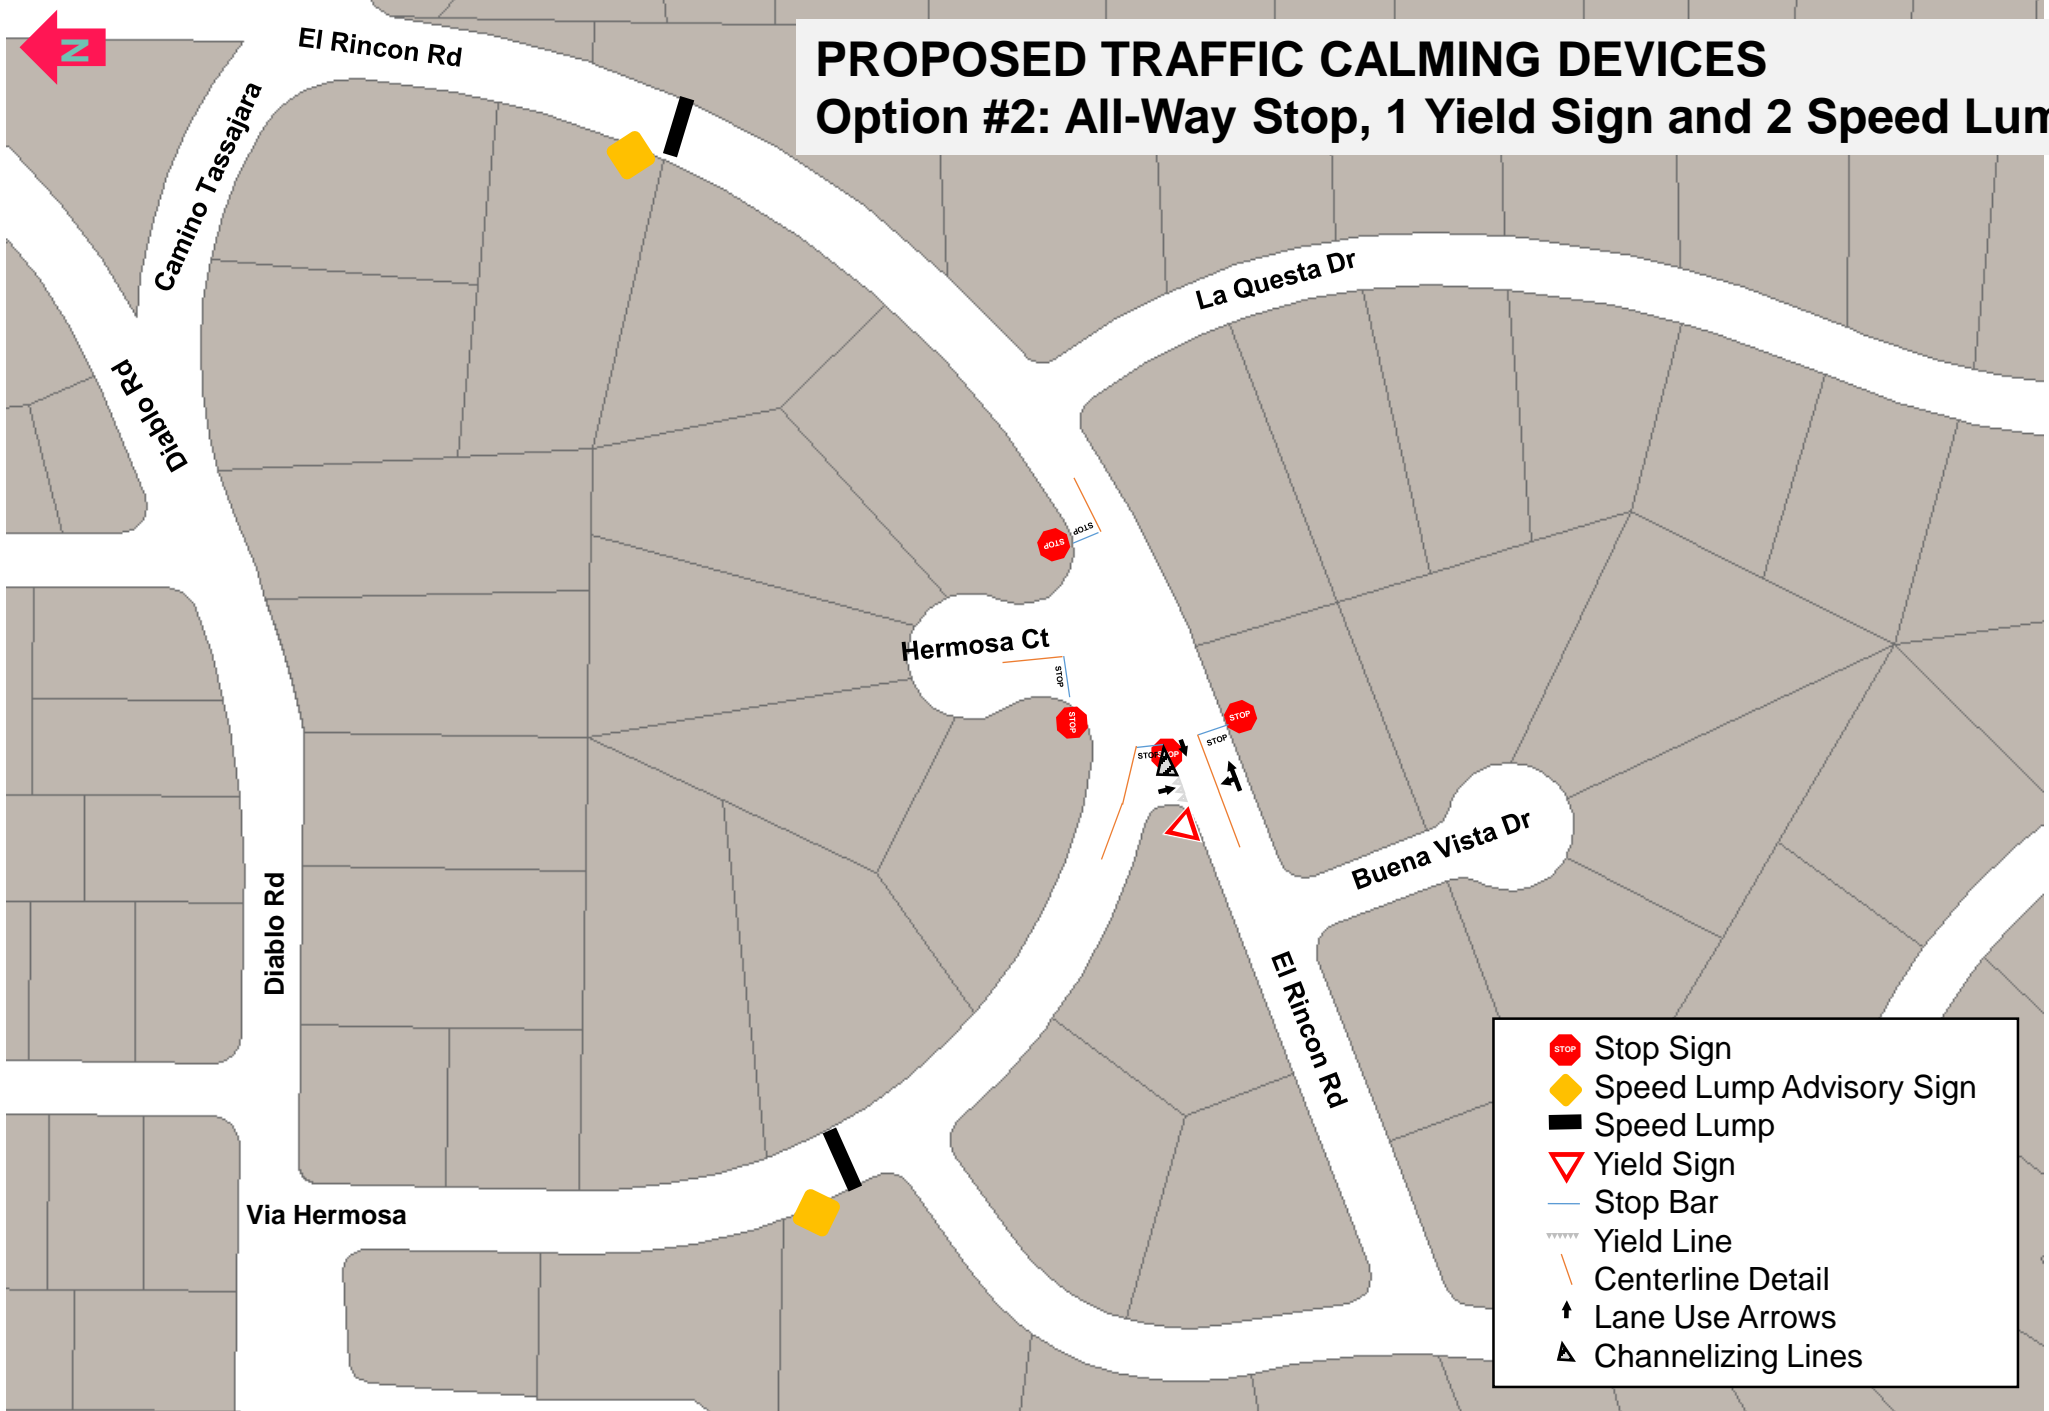 N
El Rincon Rd
PROPOSED TRAFFIC CALMING DEVICES
Option #2: All-Way Stop, 1 Yield Sign and 2 Speed Lum
Camino Tassajara
La Questa Dr
Diablo Rd
STOP
STOP
Hermosa Ct
STOP
STOP
STOP
STOP
STOP
STOP
Buena Vista Dr
Diablo Rd
El Rincon Rd
Via Hermosa
STOP Stop Sign
Speed Lump Advisory Sign
Speed Lump
Yield Sign
Stop Bar
Yield Line
Centerline Detail
Lane Use Arrows
Channelizing Lines